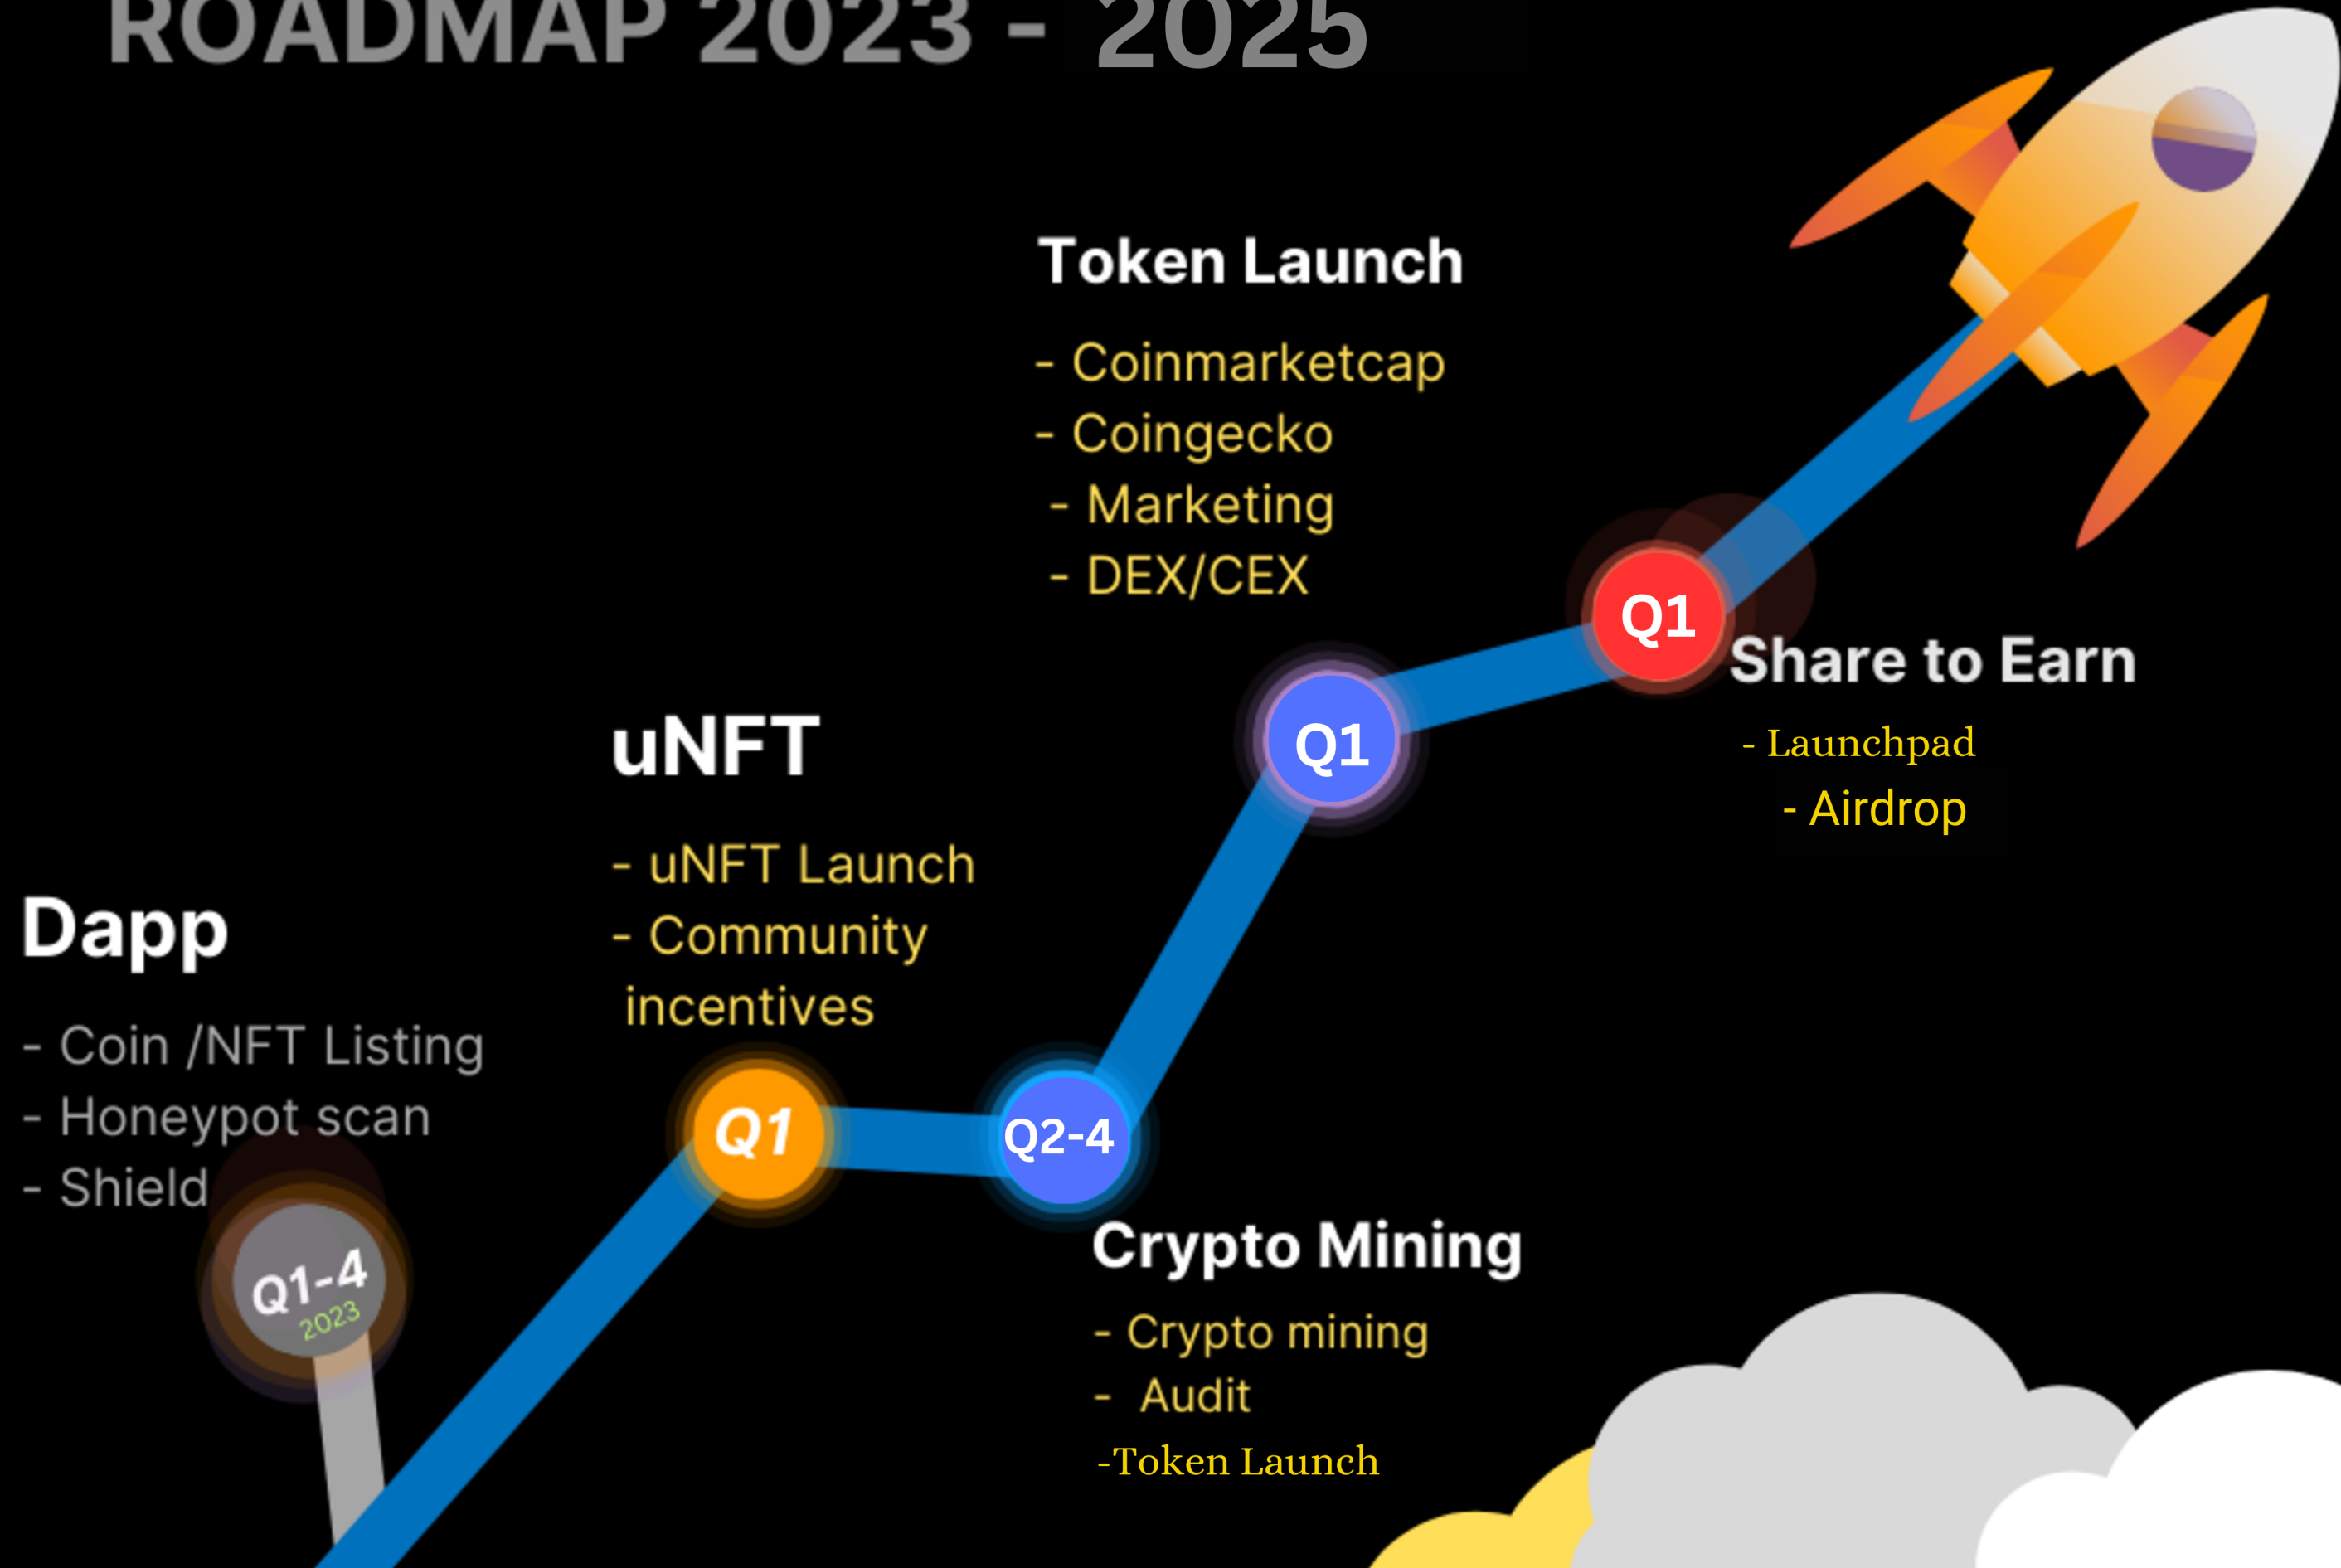 ROADMAP 2023 - 2025
Token Launch
- Coinmarketcap
- Coingecko
- Marketing
- DEX/CEX
Q1
Share to Earn
- Launchpad
- Airdrop
Q1
uNFT
- uNFT Launch
- Community
incentives
Q1
Q2-4
Dapp
- Coin /NFT Listing
- Honeypot scan
- Shield
Q1-4
2023
Crypto Mining
- Crypto mining
- Audit
-Token Launch